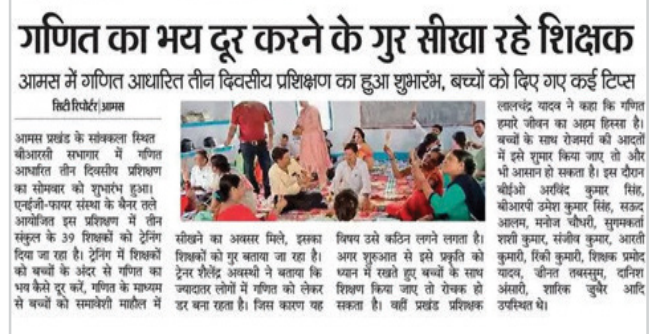 गणित का भय दूर करने के गुर सीखा रहे शिक्षक
आमस में गणित आधारित तीन दिवसीय प्रशिक्षण का हुआ शुभारंभ, बच्चों को दिए गए कई टिप्स
सिटी रिपोर्टर|आमस
आमस प्रखंड के सांवकला स्थित
बीआरसी सभागार में गणित
आधारित तीन दिवसीय प्रशिक्षण
का सोमवार को शुभारंभ हुआ।
एनईजी-फायर संस्था के बैनर तले
आयोजित इस प्रशिक्षण में तीन
संकुल के 39 शिक्षकों को ट्रेनिंग
दिया जा रहा है। ट्रेनिंग में शिक्षकों
को बच्चों के अंदर से गणित का
भय कैसे दूर करें, गणित के माध्यम
से बच्चों को समावेशी माहौल में
सीखने का अवसर मिले, इसका
शिक्षकों को गुर बताया जा रहा है।
ट्रेनर शैलेंद्र अवस्थी ने बताया कि
ज्यादातर लोगों में गणित को लेकर
डर बना रहता है। जिस कारण यह
विषय उसे कठिन लगने लगता है।
अगर शुरुआत से इसे प्रकृति को
ध्यान में रखते हुए बच्चों के साथ
शिक्षण किया जाए तो रोचक हो
सकता है। वहीं प्रखंड प्रशिक्षक
लालचंद्र यादव ने कहा कि गणित
हमारे जीवन का अहम हिस्सा है।
बच्चों के साथ रोजमर्रा की आदतों
में इसे शुमार किया जाए तो और
भी आसान हो सकता है। इस दौरान
बीईओ अरविंद कुमार सिंह,
बीआरपी उमेश कुमार सिंह, सऊद
आलम, मनोज चौधरी, सुगमकर्ता
शशी कुमार, संजीव कुमार, आरती
कुमारी, रिंकी कुमारी, शिक्षक प्रमोद
यादव, जीनत तबस्सुम, दानिश
अंसारी, शारिक जुबैर आदि
उपस्थित थे।